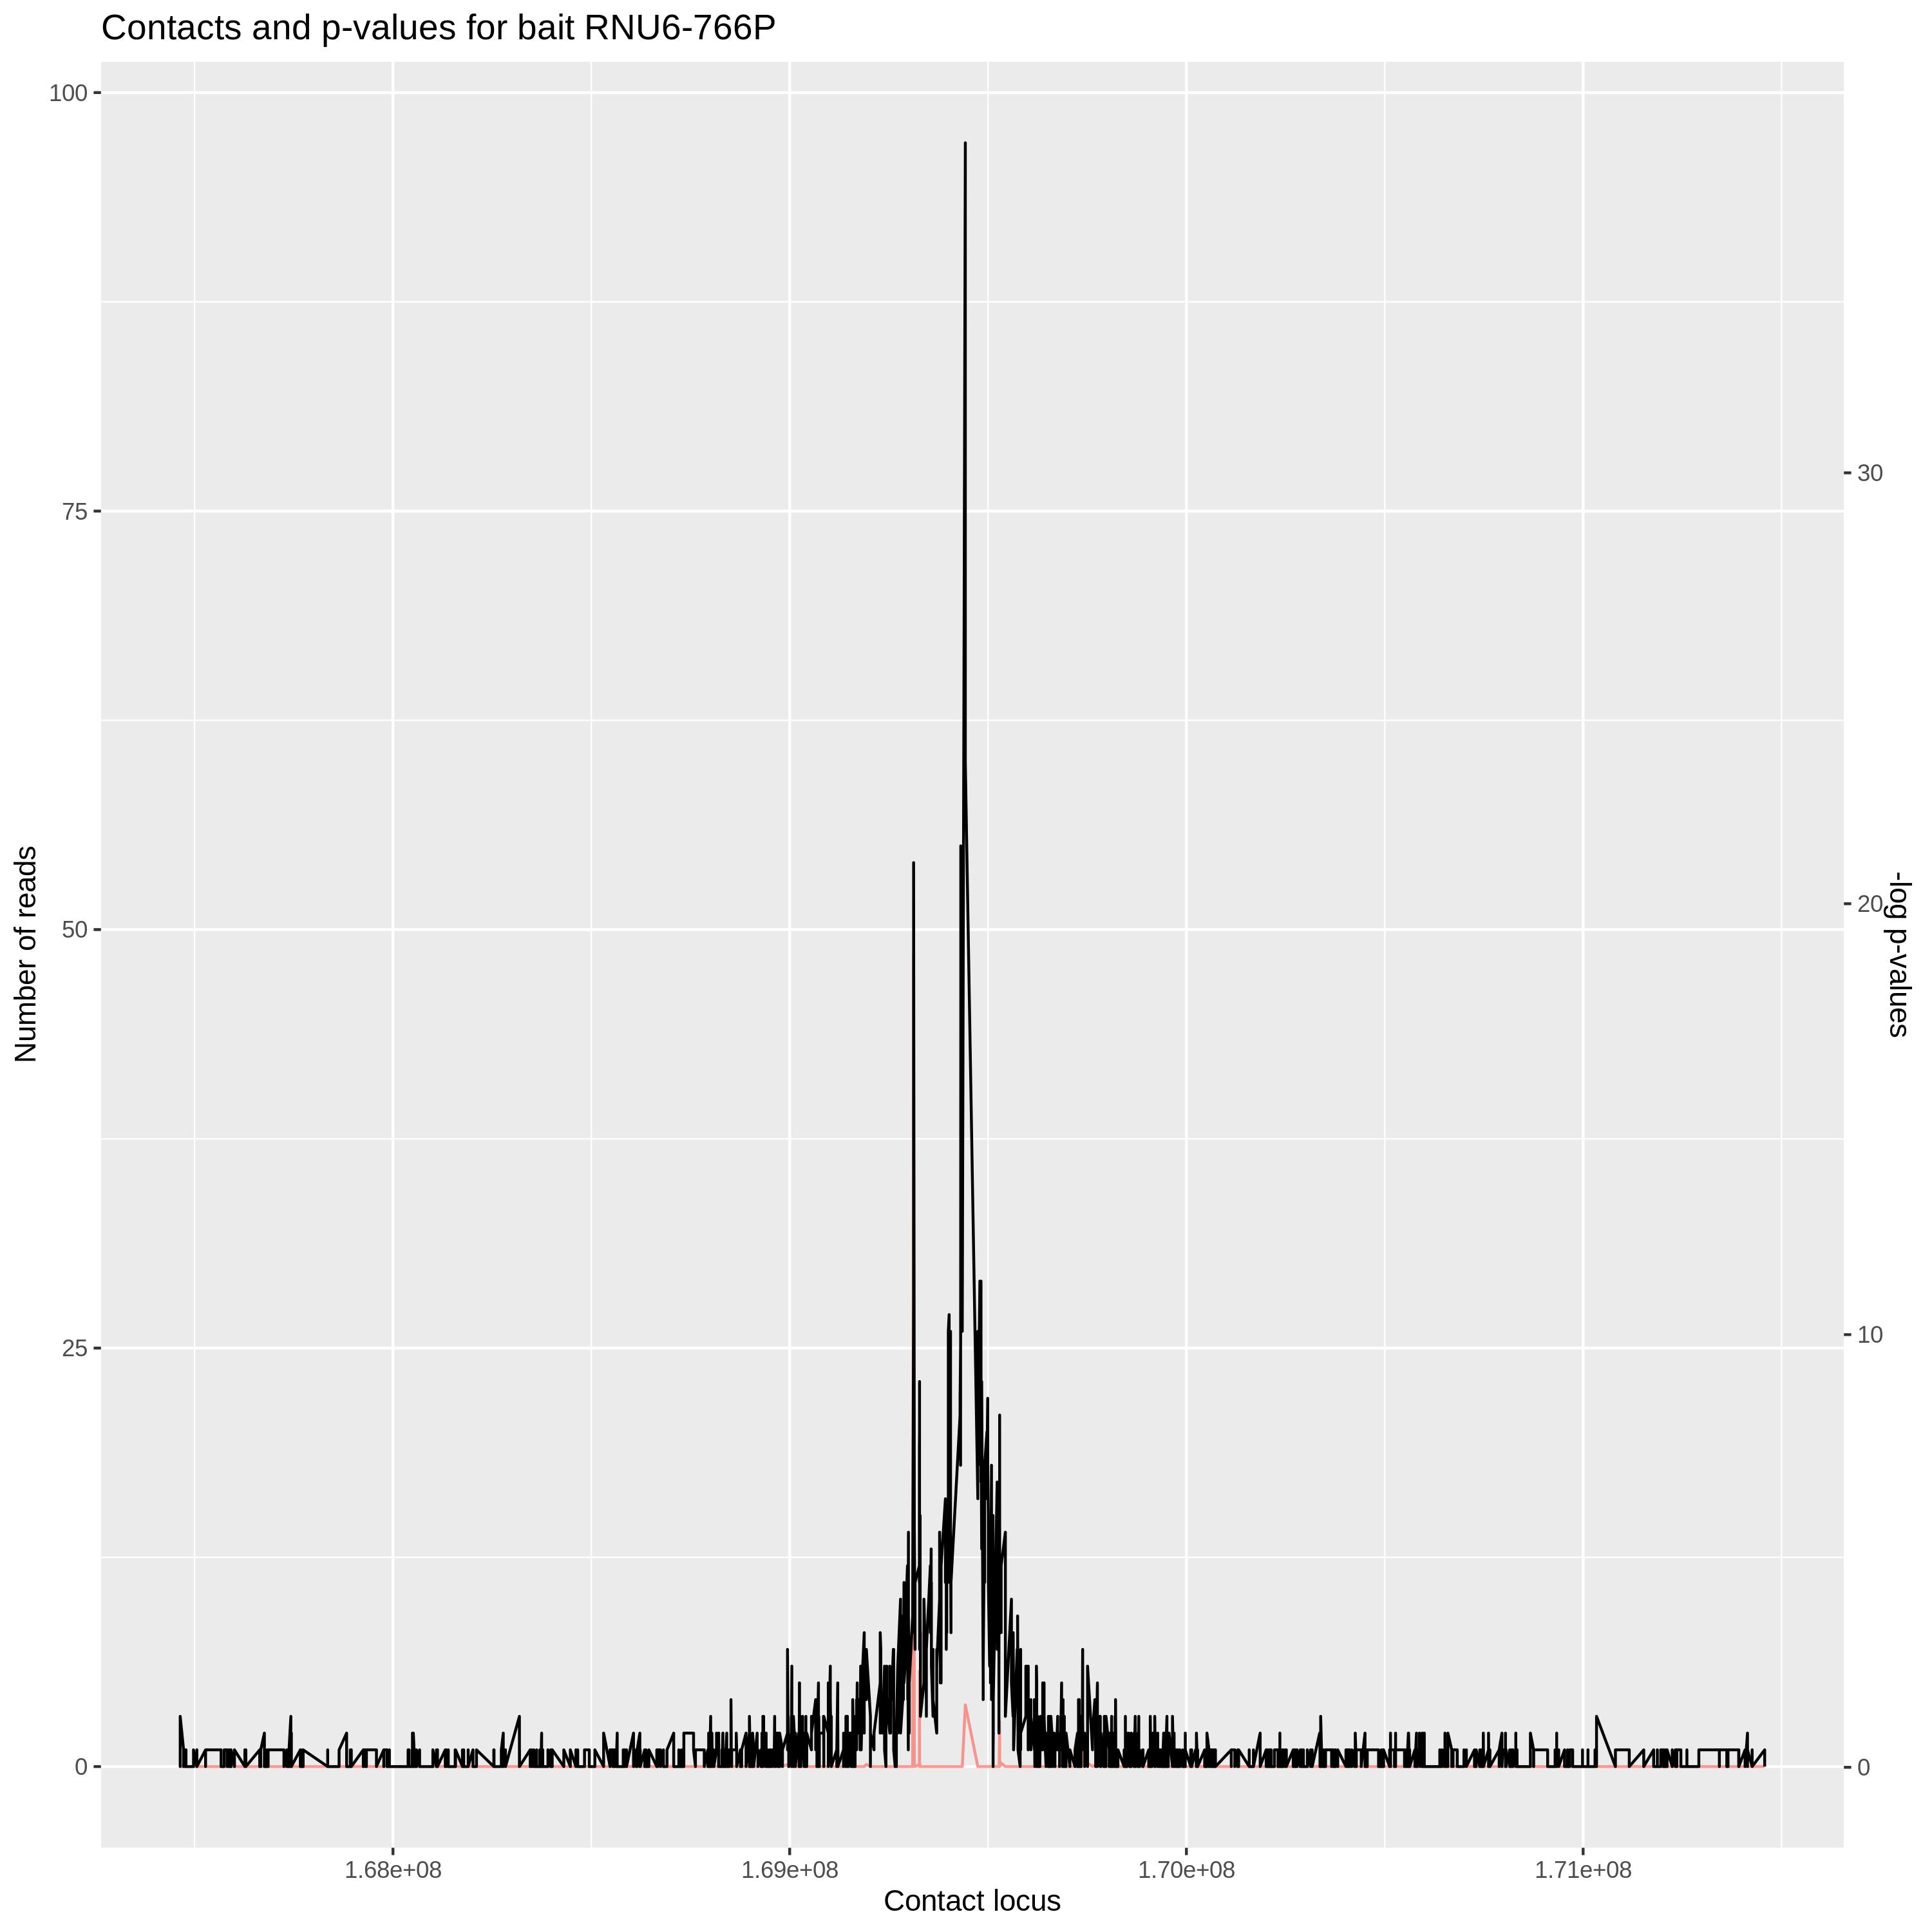 Contacts and p-values for bait RNU6-766P
100
75
50
25
0
30
20
10
0
Number of reads
-log p-values
1.68e+08
1.69e+08
1.70e+08
1.71e+08
Contact locus